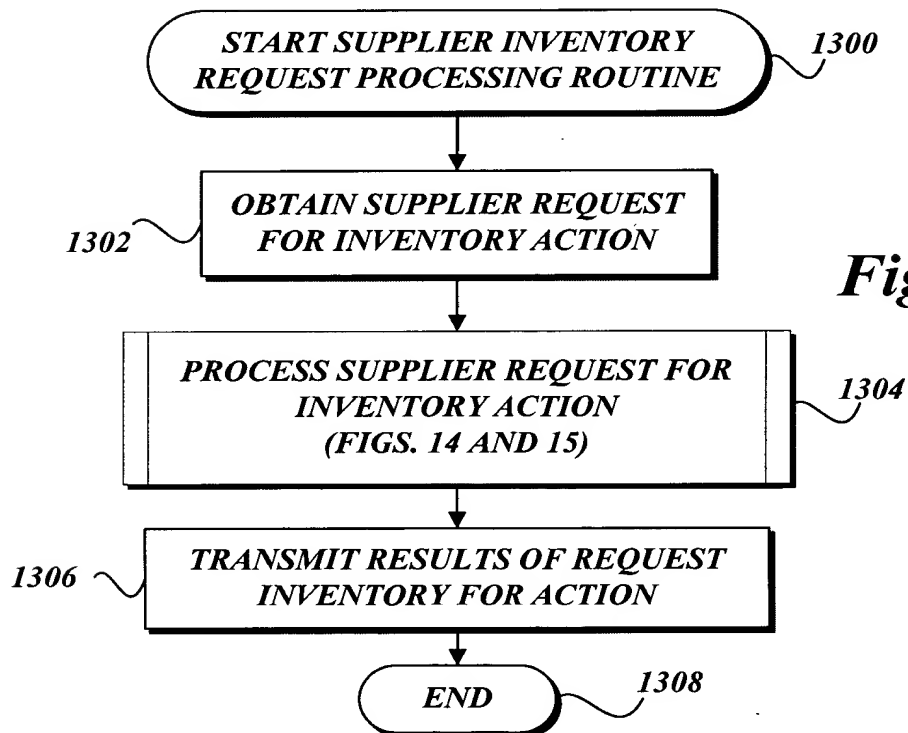 START SUPPLIER INVENTORY
REQUEST PROCESSING ROUTINE
1300
OBTAIN SUPPLIER REQUEST
FOR INVENTORY ACTION
1302
Fig
PROCESS SUPPLIER REQUEST FOR
INVENTORY ACTION
(FIGS. 14 AND 15)
1304
TRANSMIT RESULTS OF REQUEST
INVENTORY FOR ACTION
1306
END
1308